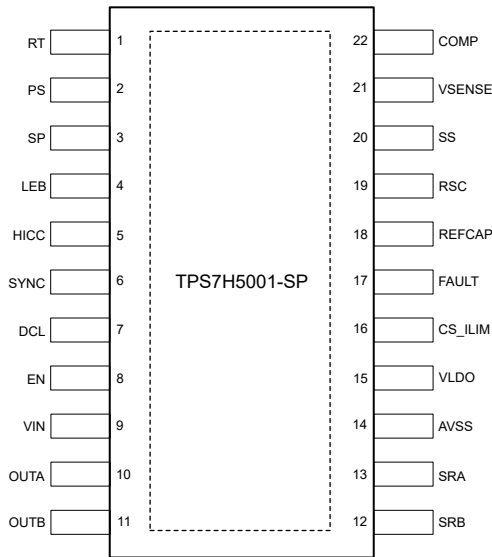 RT 1 22 COMP
PS 2 21 VSENSE
SP 3 20 SS
LEB 4 19 RSC
HICC 5 18 REFCAP
SYNC 6 TPS7H5001-SP 17 FAULT
DCL 7 16 CS_ILIM
EN 8 15 VLDO
VIN 9 14 AVSS
OUTA 10 13 SRA
OUTB 11 12 SRB